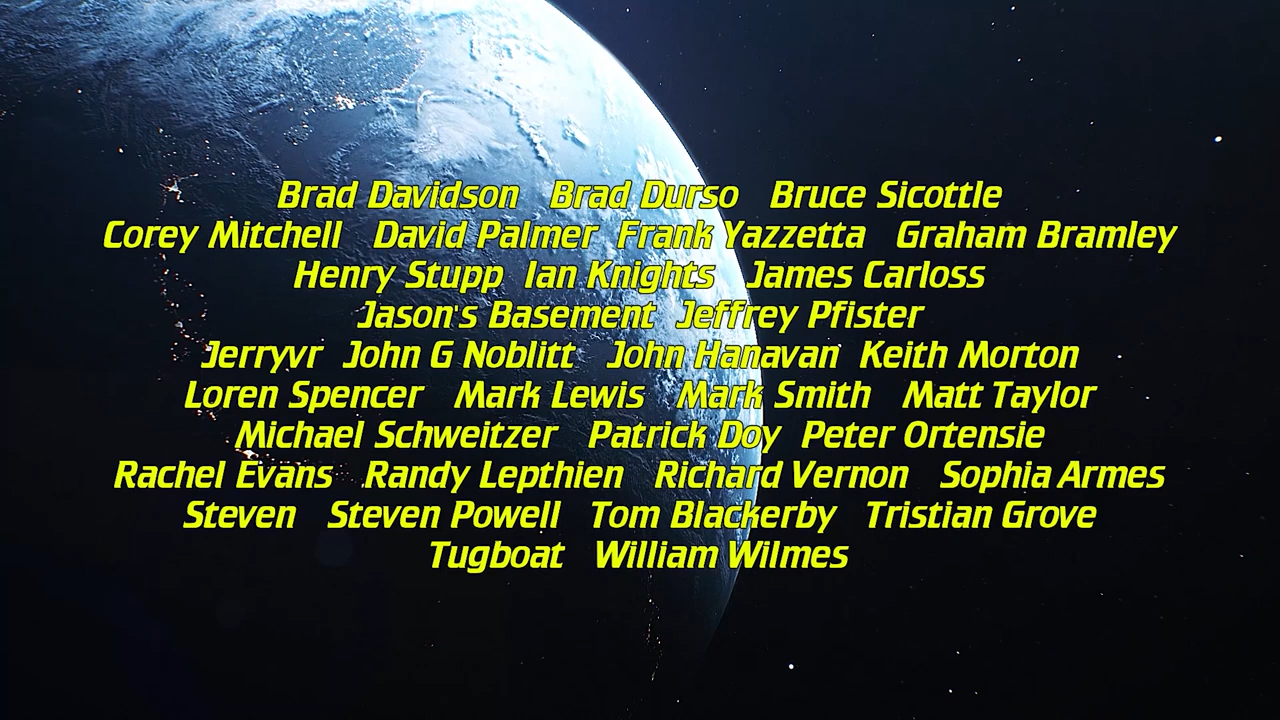 Brad Davidson Brad Durso Bruce Sicottle
Corey Mitchell David Palmer Frank Yazzetta Graham Bramley
Henry Stupp Ian Knights James Carloss
Jason's Basement Jeffrey Pfister
Jerryvr John G Noblitt John Hanavan Keith Morton
Loren Spencer Mark Lewis Mark Smith Matt Taylor
Michael Schweitzer Patrick Doy Peter Ortensie
Rachel Evans Randy Lepthien Richard Vernon Sophia Armes
Steven Steven Powell Tom Blackerby Tristian Grove
Tugboat William Wilmes